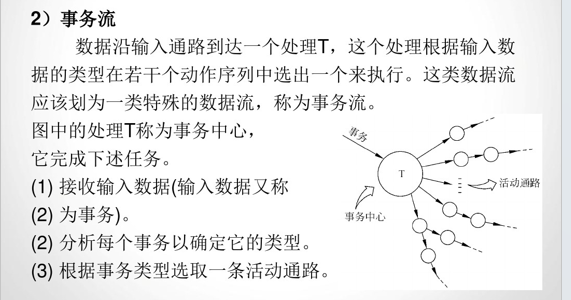 2）事务流
数据沿输入通路到达一个处理T，这个处理根据输入数
据的类型在若干个动作序列中选出一个来执行。这类数据流
应该划为一类特殊的数据流，称为事务流。
图中的处理T称为事务中心，
它完成下述任务。
(1) 接收输入数据(输入数据又称
(2) 为事务)。
(2) 分析每个事务以确定它的类型。
(3) 根据事务类型选取一条活动通路。
事务
T
活动通路
事务中心